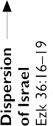 Dispersion
of Israel
Ezk 36:16–19